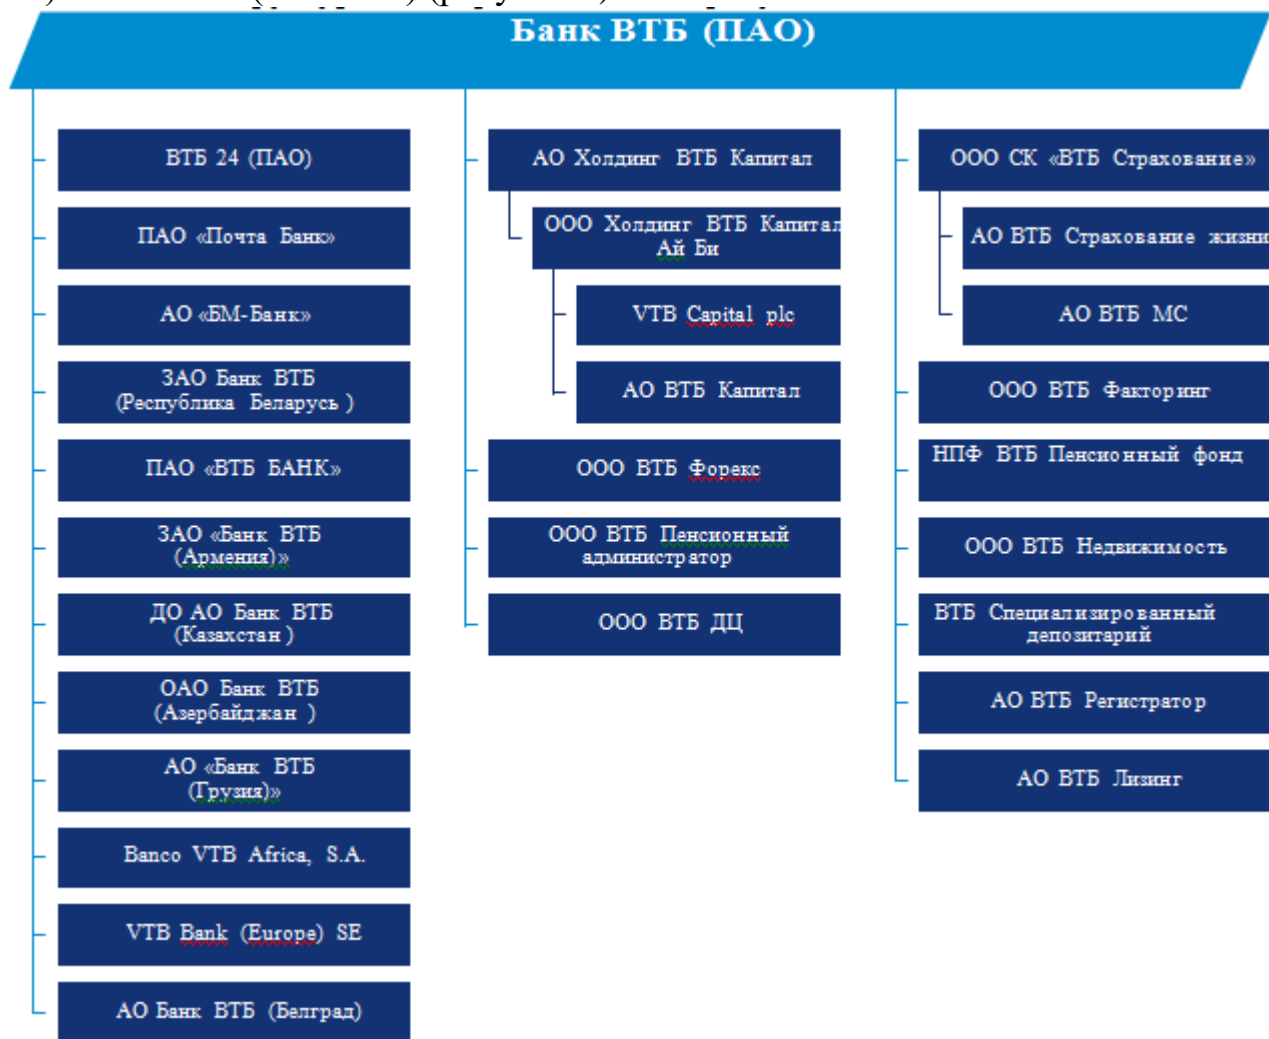 Банк ВТБ (ПАО)
ВТБ 24 (ПАО)
ПАО «Почта Банк»
АО «БМ-Банк»
ЗАО Банк ВТБ
(Республика Беларусь )
ПАО «ВТБ БАНК»
ЗАО «Банк ВТБ
(Армения)»
ДО АО Банк ВТБ
(Казахстан )
ОАО Банк ВТБ
(Азербайджан )
АО «Банк ВТБ
(Грузия)»
Banco VTB Africa, S.A.
VTB Bank (Europe) SE
АО Банк ВТБ (Белград)
АО Холдинг ВТБ Капитал
ООО Холдинг ВТБ Капитал
Ай Би
VTB Capital plc
АО ВТБ Капитал
ООО ВТБ Форекс
ООО ВТБ Пенсионный
администратор
ООО ВТБ ДЦ
ООО СК «ВТБ Страхование»
АО ВТБ Страхование жизни
АО ВТБ МС
ООО ВТБ Факторинг
НПФ ВТБ Пенсионный фонд
ООО ВТБ Недвижимость
ВТБ Специализированный
депозитарий
АО ВТБ Регистратор
АО ВТБ Лизинг